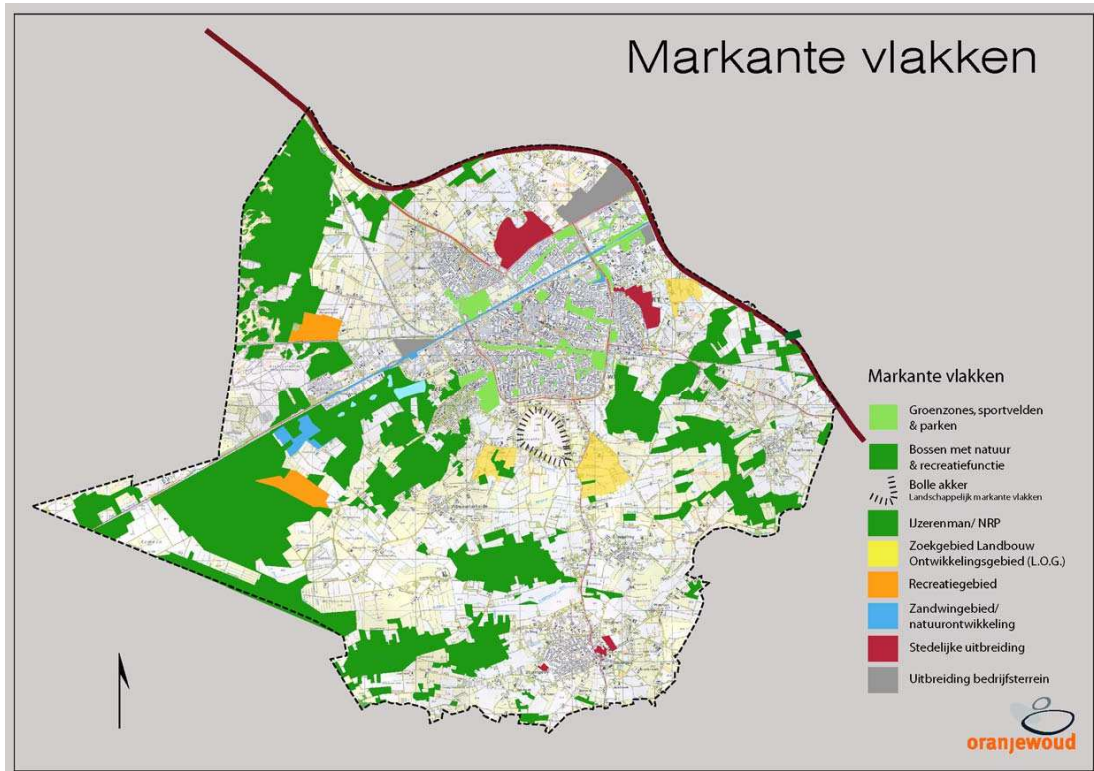 Markante vlakken
Markante vlakken
Groenzones, sportvelden
& parken
Bossen met natuur
& recreatiefunctie
Bolle akker
Landschappelijk markante vlakken
IJzerenman/ NRP
Zoekgebied Landbouw
Ontwikkelingsgebied (L.O.G.)
Recreatiegebied
Zandwingebied/
natuurontwikkeling
Stedelijke uitbreiding
Uitbreiding bedrijfsterrein
oranjewoud